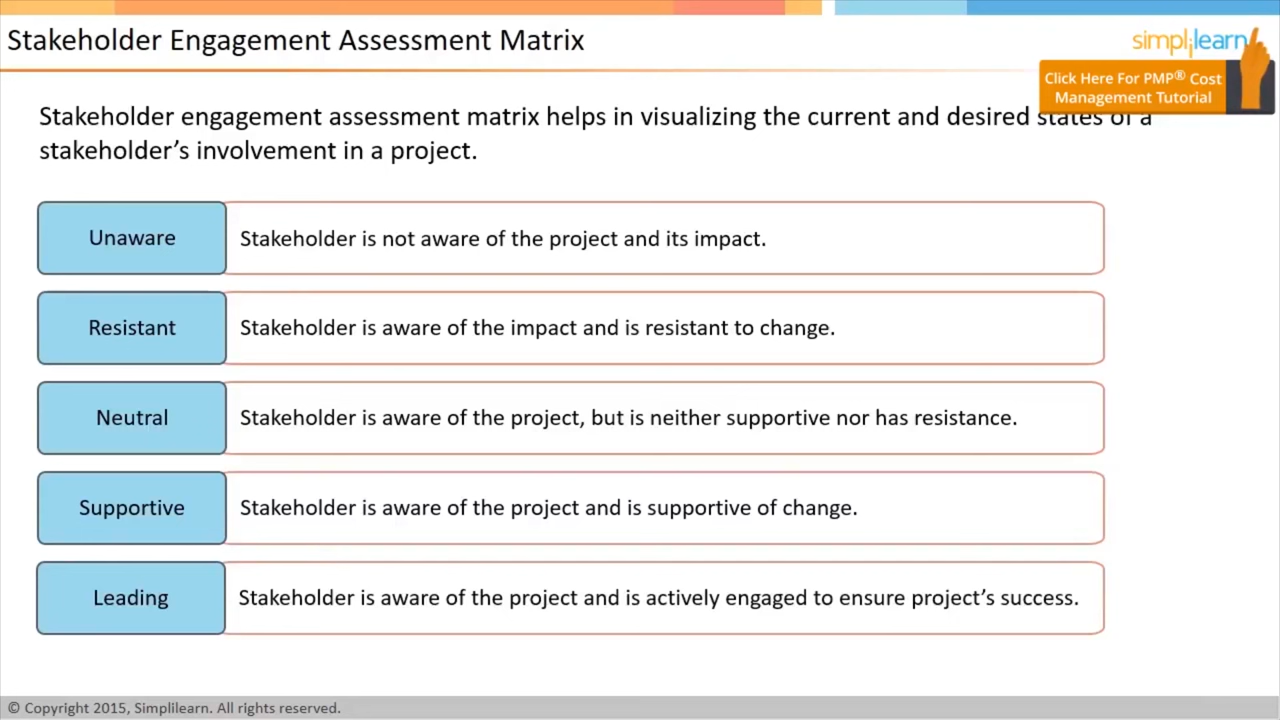 Stakeholder Engagement Assessment Matrix
simplilearn
Click Here For PMP® Cost
Management Tutorial
Stakeholder engagement assessment matrix helps in visualizing the current and desired states of a
stakeholder’s involvement in a project.
Unaware
Stakeholder is not aware of the project and its impact.
Resistant
Stakeholder is aware of the impact and is resistant to change.
Neutral
Stakeholder is aware of the project, but is neither supportive nor has resistance.
Supportive
Stakeholder is aware of the project and is supportive of change.
Leading
Stakeholder is aware of the project and is actively engaged to ensure project’s success.
© Copyright 2015, Simplilearn. All rights reserved.